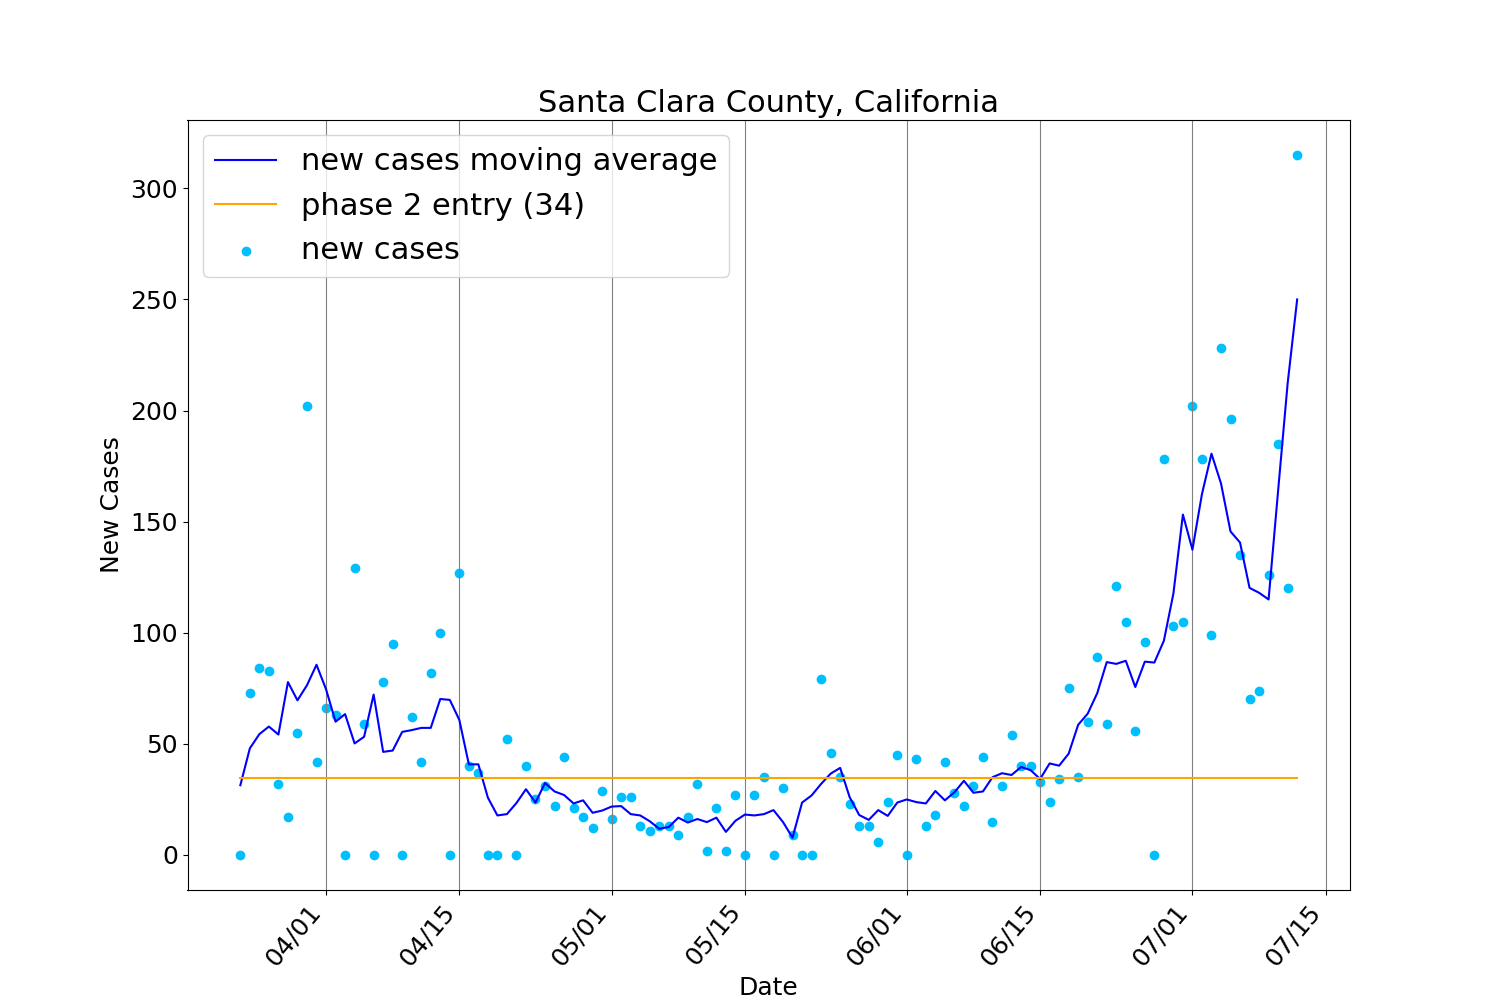 Santa Clara County, California
new cases moving average
phase 2 entry (34)
new cases
New Cases
300
250
200
150
100
50
0
04/01
04/15
05/01
05/15
06/01
06/15
07/01
07/15
Date